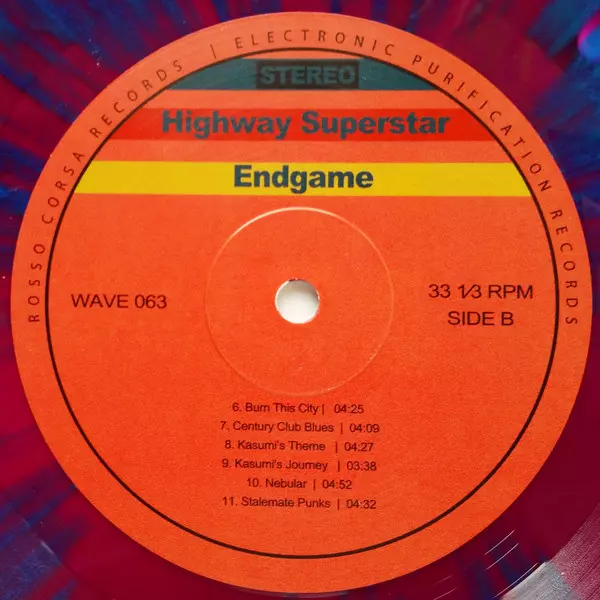 ROSSO CORSA RECORDS | ELECTRONIC PURIFICATION RECORDS
STEREO
Highway Superstar
Endgame
WAVE 063
33 1/3 RPM
SIDE B
6. Burn This City | 04:25
7. Century Club Blues | 04:09
8. Kasumi's Theme | 04:27
9. Kasumi's Journey | 03:38
10. Nebular | 04:52
11. Stalemate Punks | 04:32